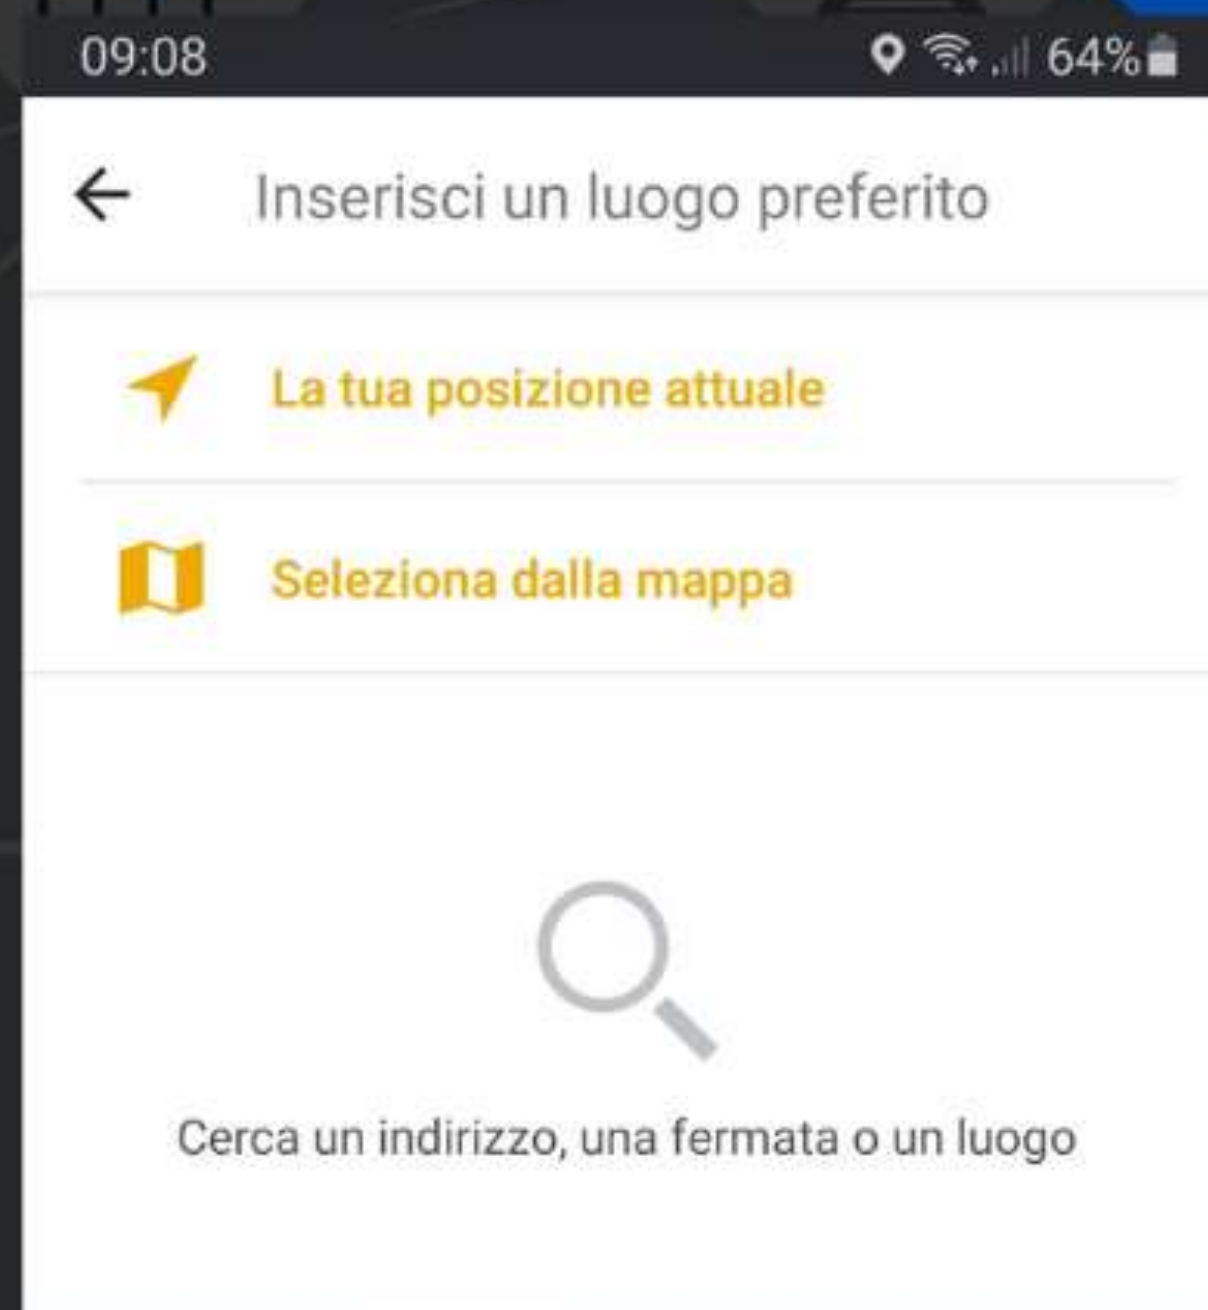 09:08
64%
Inserisci un luogo preferito
La tua posizione attuale
Seleziona dalla mappa
Cerca un indirizzo, una fermata o un luogo